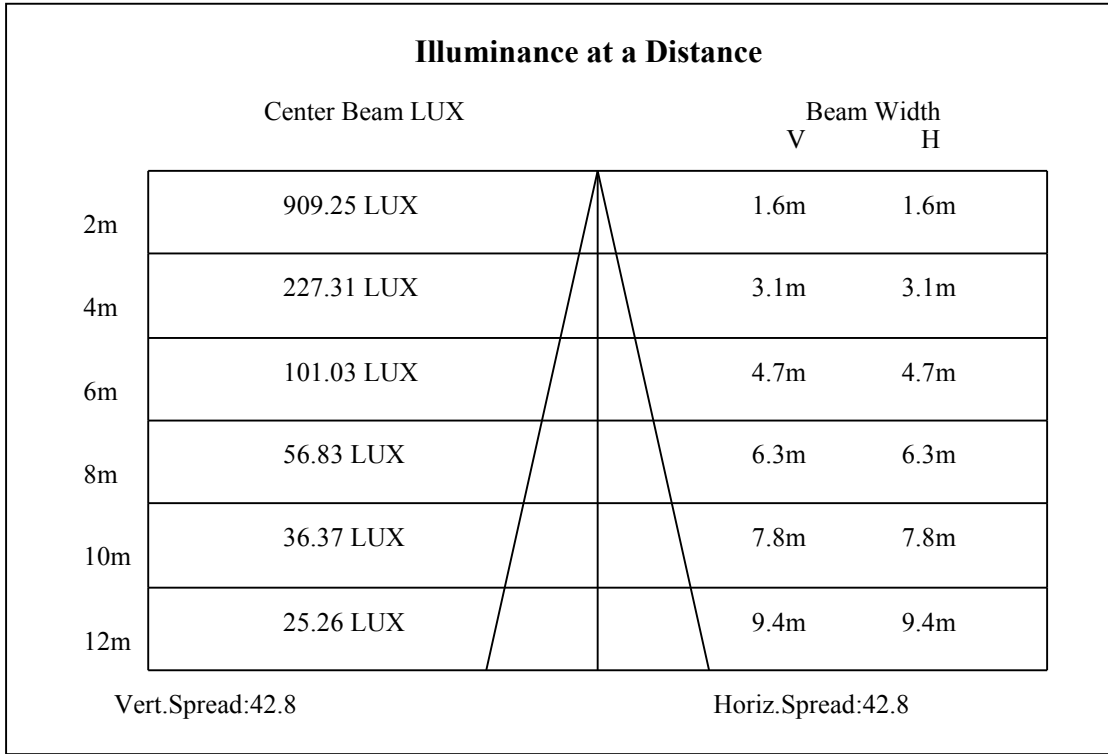 Illuminance at a Distance
Center Beam LUX Beam Width
V H
2m 909.25 LUX 1.6m 1.6m
4m 227.31 LUX 3.1m 3.1m
6m 101.03 LUX 4.7m 4.7m
8m 56.83 LUX 6.3m 6.3m
10m 36.37 LUX 7.8m 7.8m
12m 25.26 LUX 9.4m 9.4m
Vert.Spread:42.8 Horiz.Spread:42.8